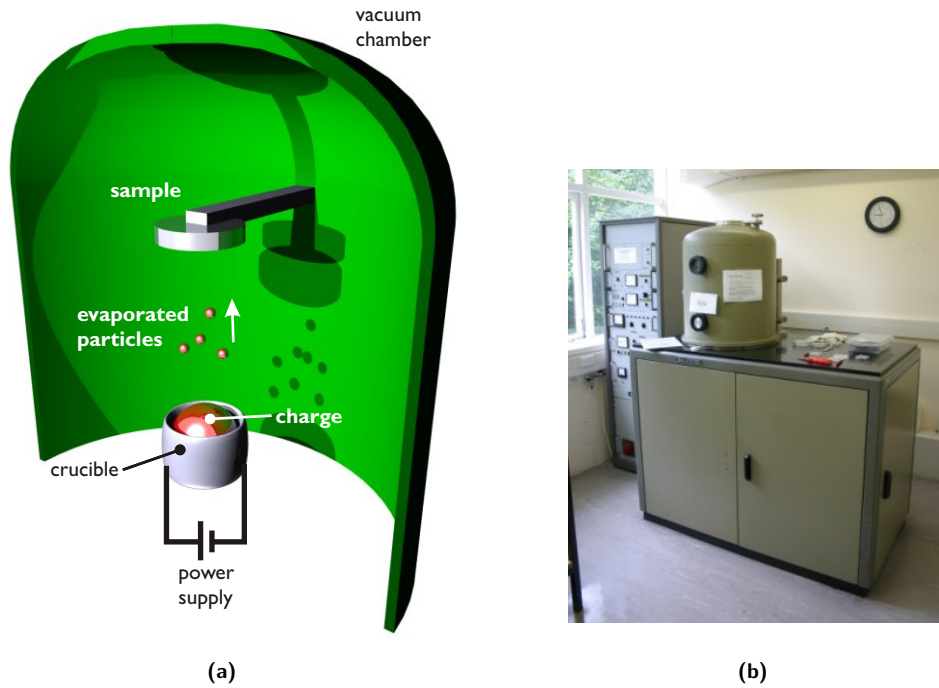 vacuum
chamber
sample
evaporated
particles
charge
crucible
power
supply
(a)
(b)